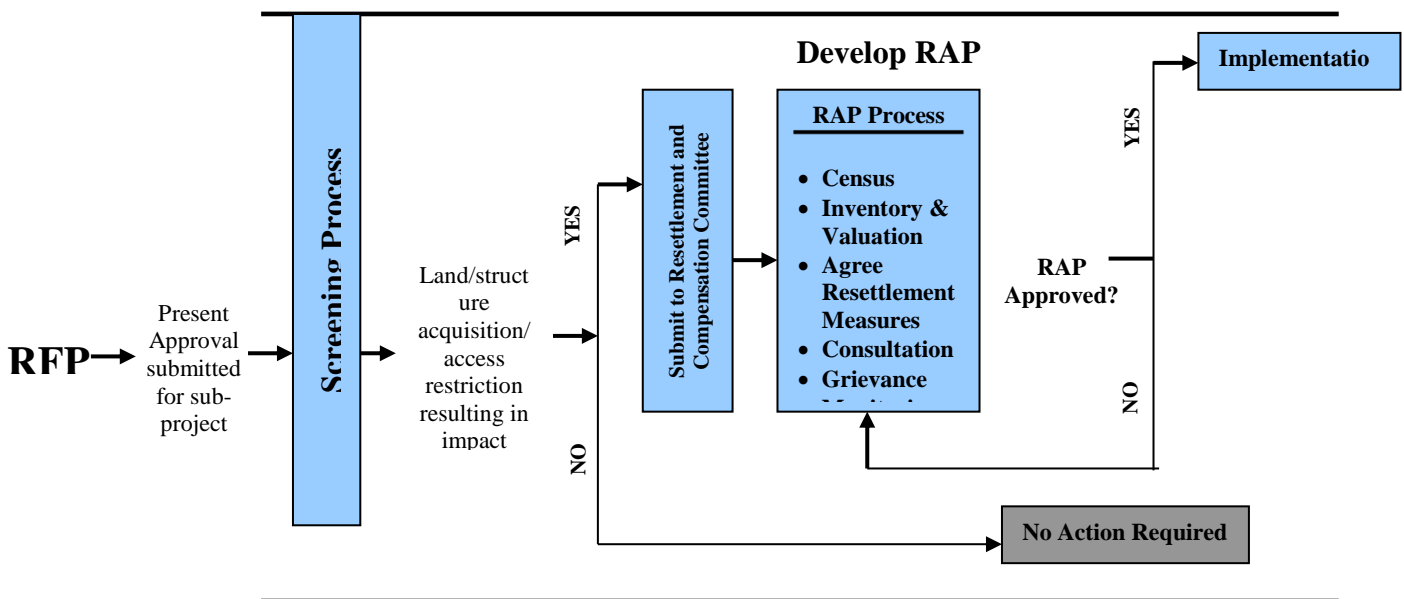 RFP
Present
Approval
submitted
for sub-
project
Screening Process
Land/struct
ure
acquisition/
access
restriction
resulting in
impact
YES
NO
Submit to Resettlement and
Compensation Committee
Develop RAP
RAP Process
• Census
• Inventory &
Valuation
• Agree
Resettlement
Measures
• Consultation
• Grievance
RAP
Approved?
YES
NO
Implementatio
No Action Required